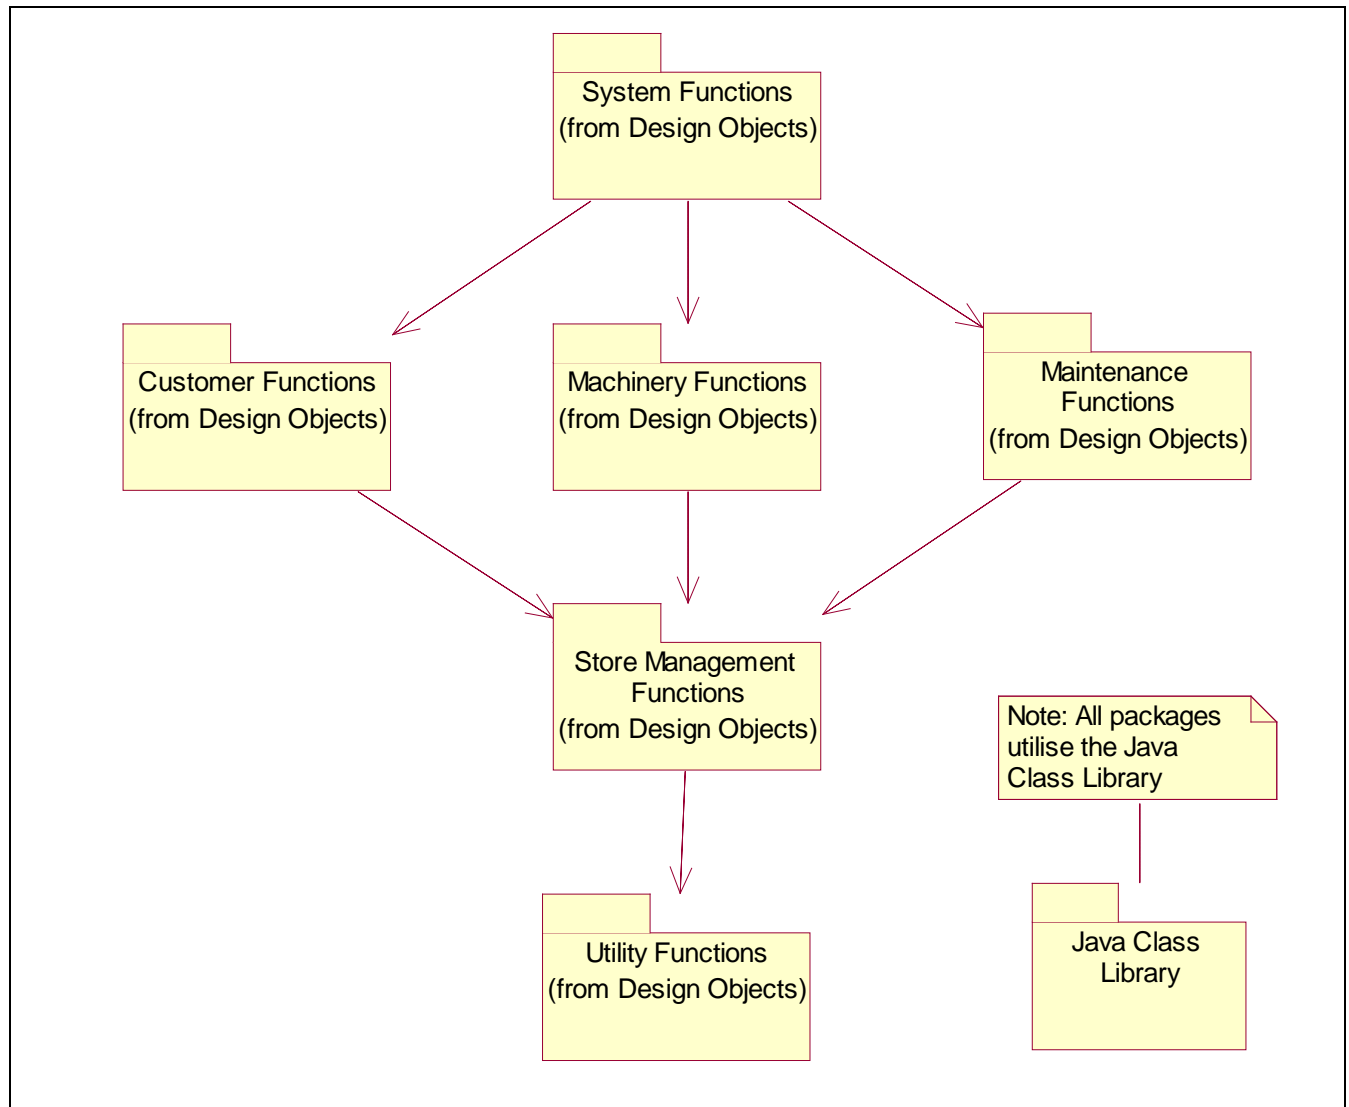 System Functions
(from Design Objects)
Customer Functions
(from Design Objects)
Machinery Functions
(from Design Objects)
Maintenance
Functions
(from Design Objects)
Store Management
Functions
(from Design Objects)
Note: All packages
utilise the Java
Class Library
Utility Functions
(from Design Objects)
Java Class
Library